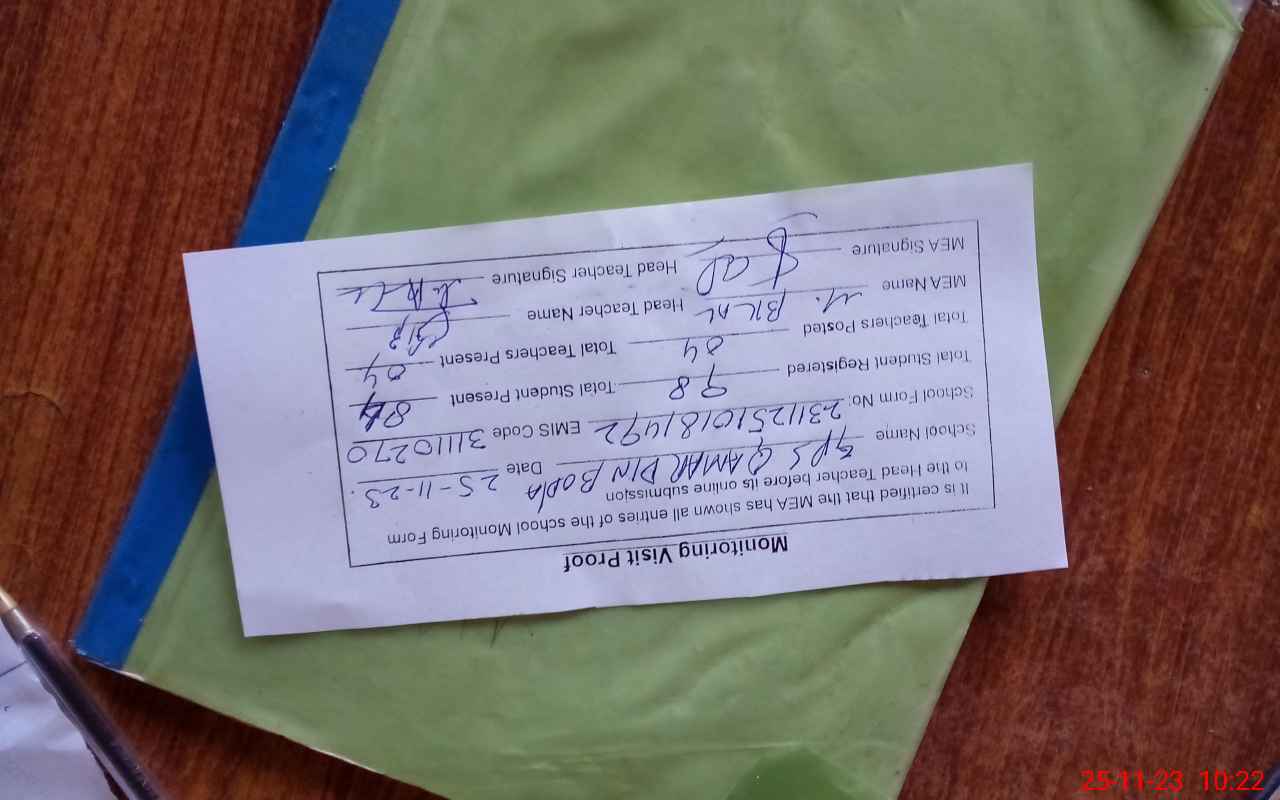 Monitoring Visit Proof
It is certified that the MEA has shown all entries of the school Monitoring Form
to the Head Teacher before its online submission
School Name GPS QAMAR DIN BODLA Date 25-11-23.
School Form No: 23112510181492 EMIS Code 31110270
Total Student Registered 98 Total Student Present 84
Total Teachers Posted 04 Total Teachers Present 04
MEA Name M. BILAL Head Teacher Name
MEA Signature Head Teacher Signature
25-11-23 10:22